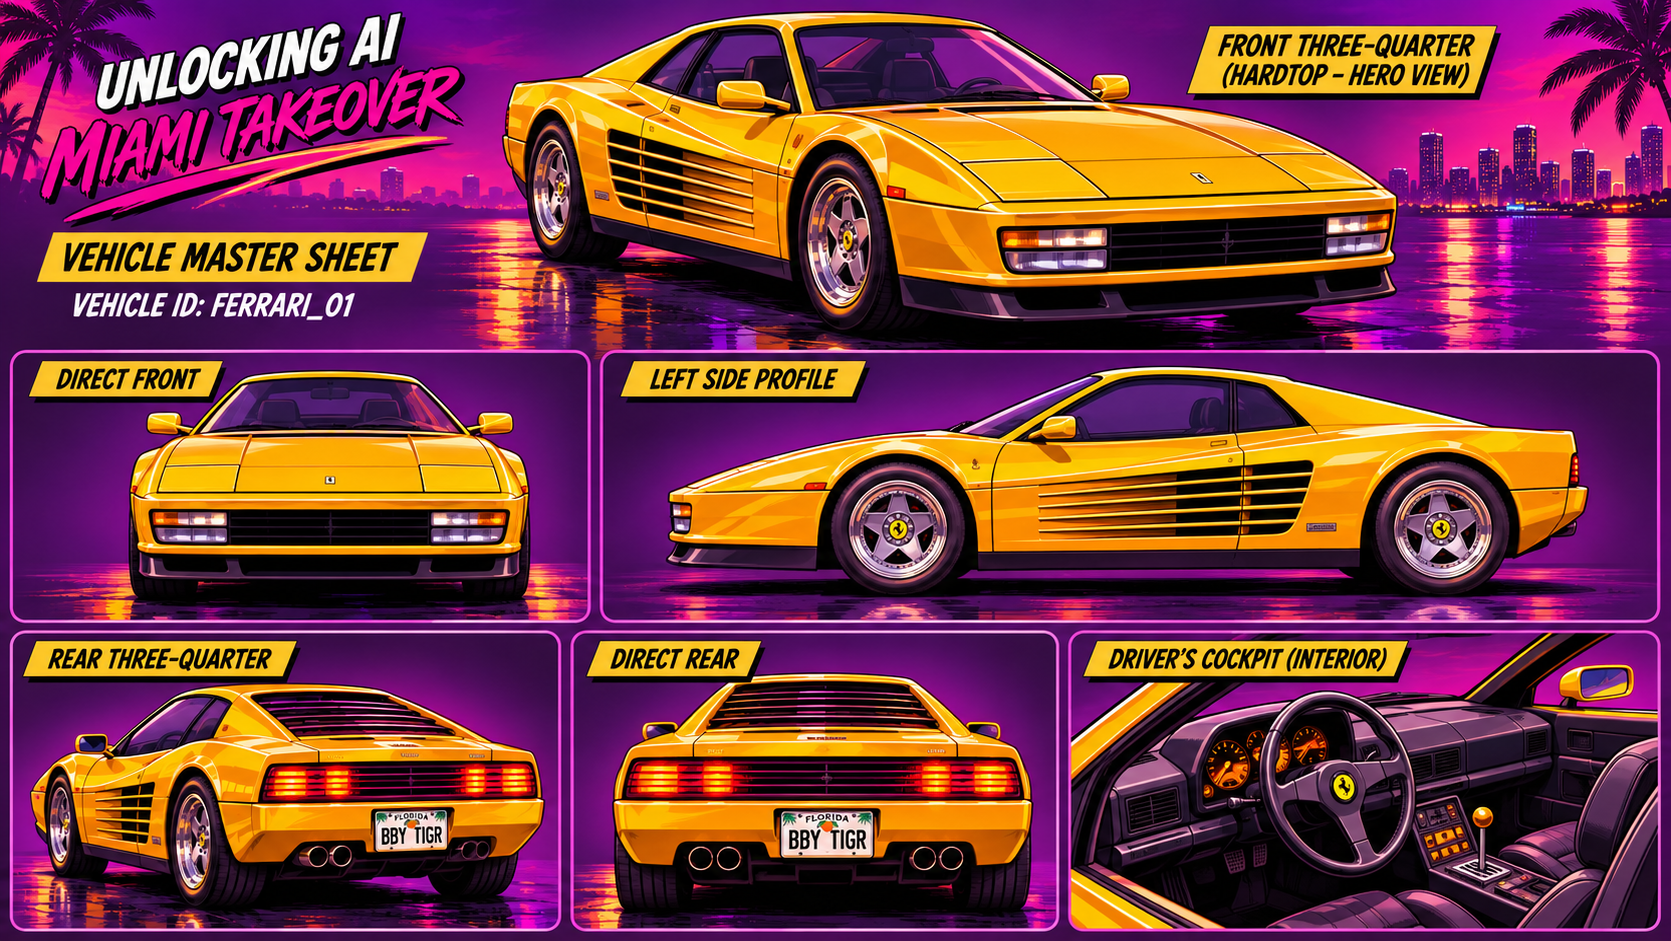 UNLOCKING AI
MIAMI TAKEOVER
VEHICLE MASTER SHEET
VEHICLE ID: FERRARI_01
FRONT THREE-QUARTER
(HARDTOP – HERO VIEW)
DIRECT FRONT
LEFT SIDE PROFILE
REAR THREE-QUARTER
FLORIDA
BBY TIGR
DIRECT REAR
FLORIDA
BBY TIGR
DRIVER'S COCKPIT (INTERIOR)